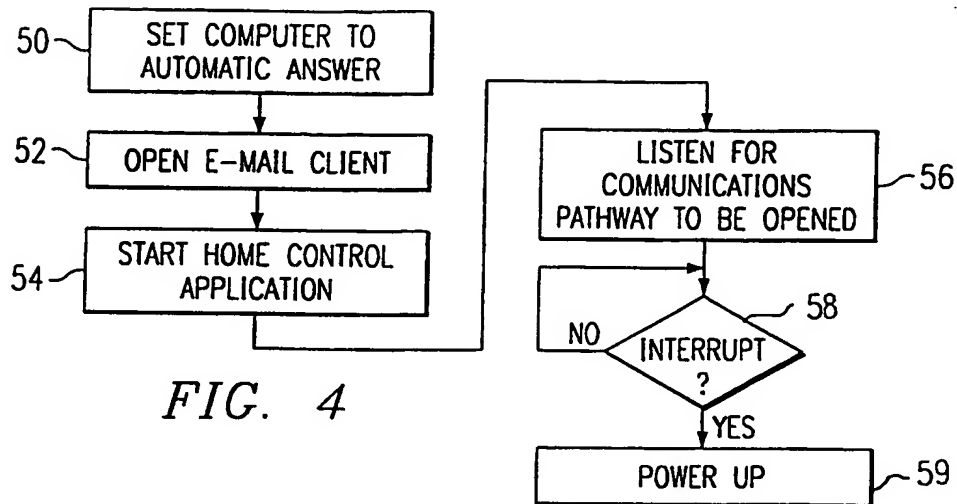 50
SET COMPUTER TO
AUTOMATIC ANSWER
52
OPEN E-MAIL CLIENT
54
START HOME CONTROL
APPLICATION
LISTEN FOR
COMMUNICATIONS
PATHWAY TO BE OPENED
56
58
NO
INTERRUPT
?
YES
POWER UP
59
FIG. 4